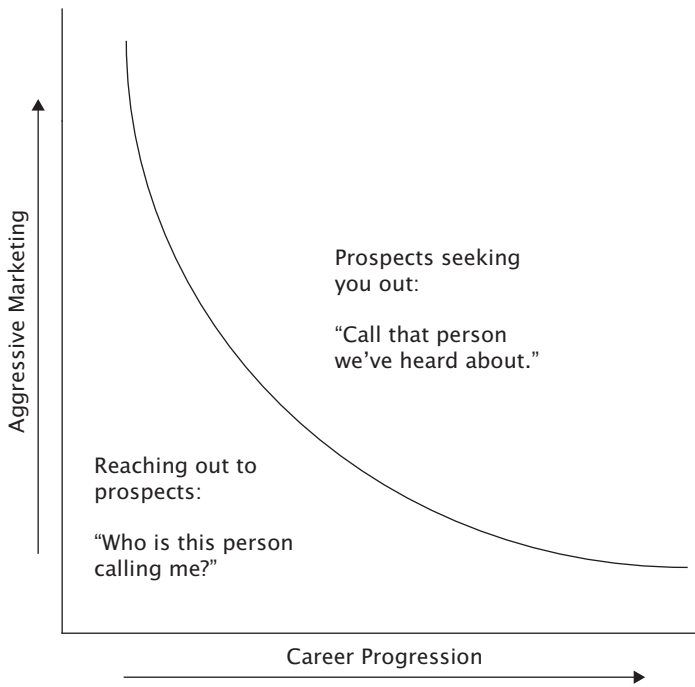 Aggressive Marketing
Prospects seeking
you out:
“Call that person
we’ve heard about.”
Reaching out to
prospects:
“Who is this person
calling me?”
Career Progression